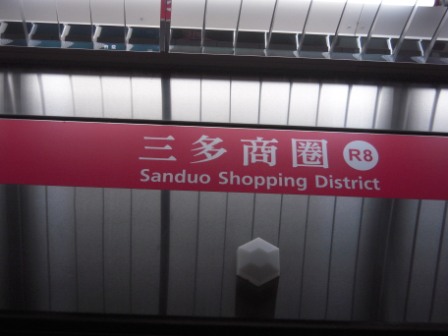 三多商圈 R8
Sanduo Shopping District